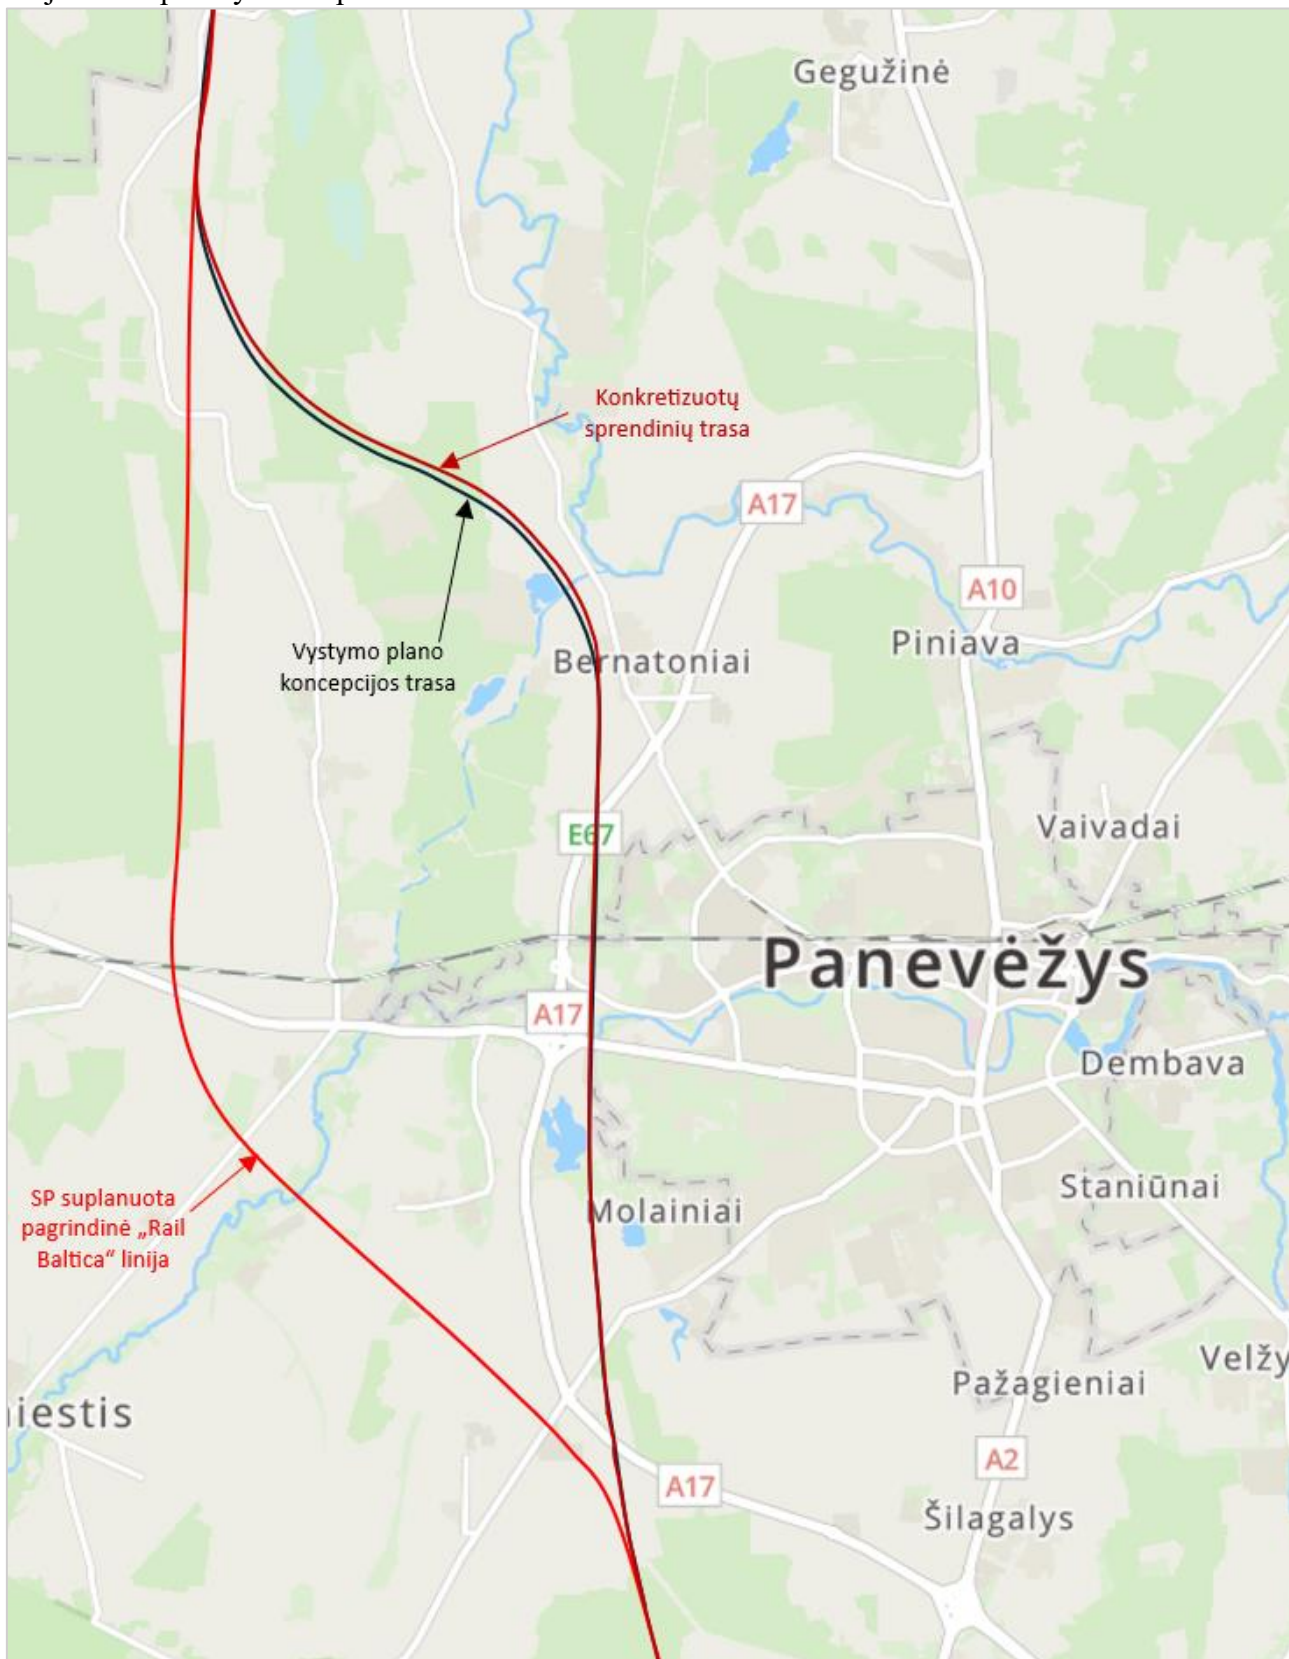 Gegužinė
Konkretizuotų
sprendinių trasa
A17
A10
Piniava
Vystymo plano
koncepcijos trasa
Bernatoniai
Vaivadai
E67
Panevėžys
A17
Dembava
SP suplanuota
pagrindinė „Rail
Baltica“ linija
Staniūnai
Molainiai
Velžy
Pažagieniai
iestis
A2
A17
Šilagalys